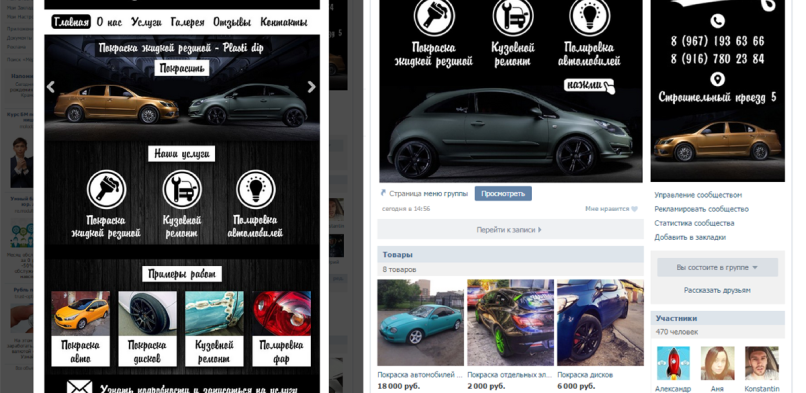 Главная О нас Услуги Галерея Отзывы Контакты
Покраска жидкой резиной - Plasti dip
Покрасить
Наши услуги
Покраска
жидкой резиной
Кузовной
ремонт
Полировка
автомобилей
Примеры работ
Покраска
авто
Покраска
дисков
Кузовной
ремонт
Полировка
фар
Узнать подробности и записаться на услугу
Покраска
жидкой резиной
Кузовной
ремонт
Полировка
автомобилей
нажми
Страница меню группы
Просмотреть
сегодня в 14:56
Мне нравится
Перейти к записи
Товары
8 товаров
Покраска автомобилей ...
18 000 руб.
Покраска отдельных эл...
2 000 руб.
Покраска дисков
6 000 руб.
8 (967) 193 63 66
8 (916) 780 23 84
Строительный проезд 5
Управление сообществом
Рекламировать сообщество
Статистика сообщества
Добавить в закладки
Вы состоите в группе
Рассказать друзьям
Участники
470 человек
Александр
Аня
Konstantin